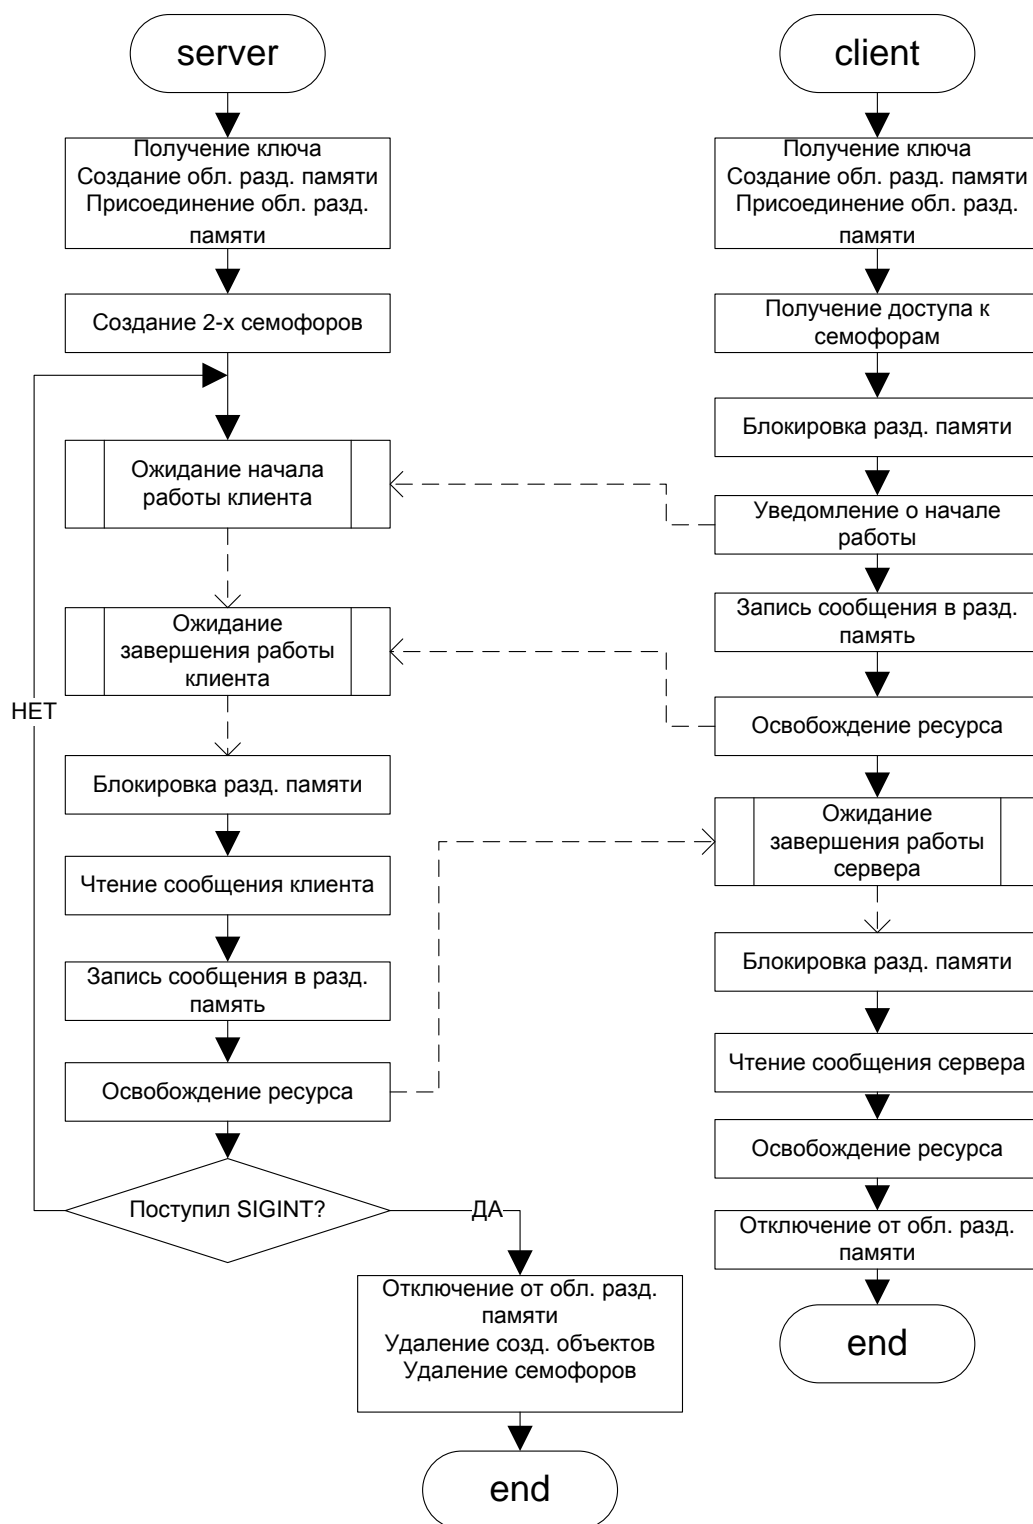 server
Получение ключа
Создание обл. разд. памяти
Присоединение обл. разд.
памяти
Создание 2-х семофоров
Ожидание начала
работы клиента
Ожидание
завершения работы
клиента
НЕТ
Блокировка разд. памяти
Чтение сообщения клиента
Запись сообщения в разд.
память
Освобождение ресурса
Поступил SIGINT?
ДА
Отключение от обл. разд.
памяти
Удаление созд. объектов
Удаление семофоров
end
client
Получение ключа
Создание обл. разд. памяти
Присоединение обл. разд.
памяти
Получение доступа к
семофорам
Блокировка разд. памяти
Уведомление о начале
работы
Запись сообщения в разд.
память
Освобождение ресурса
Ожидание
завершения работы
сервера
Блокировка разд. памяти
Чтение сообщения сервера
Освобождение ресурса
Отключение от обл. разд.
памяти
end